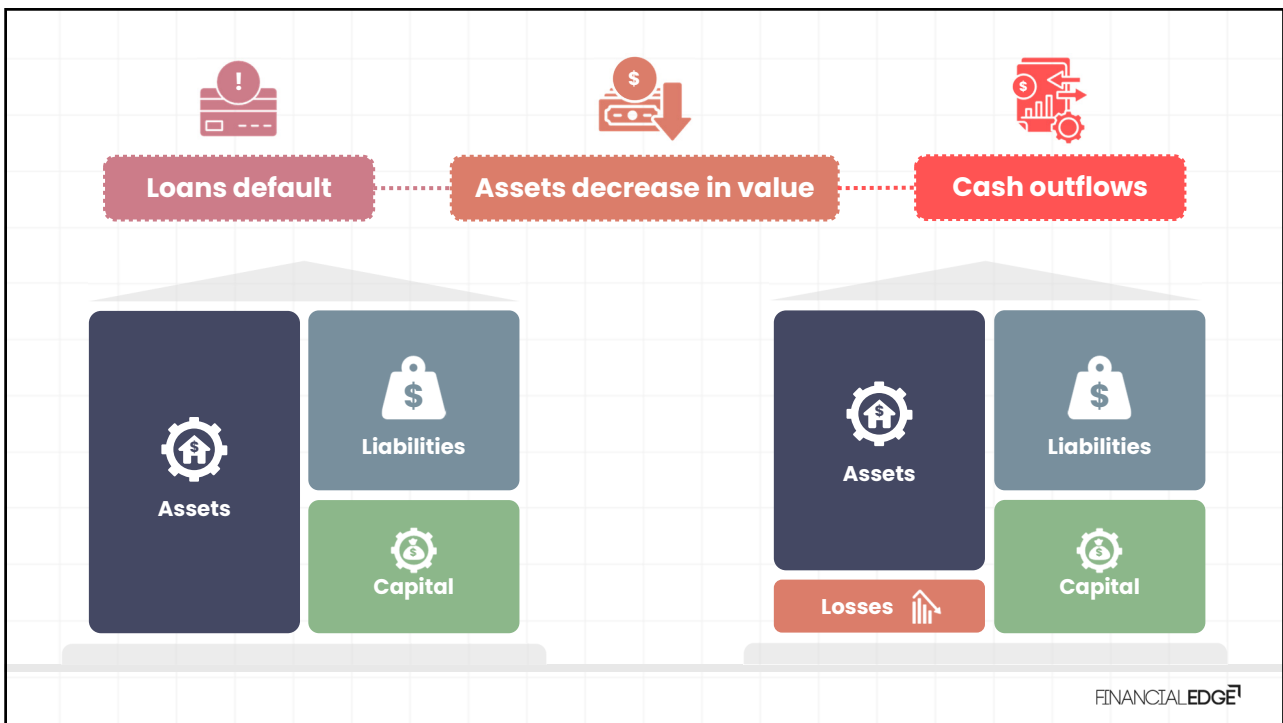 Loans default
Assets decrease in value
Cash outflows
Assets
$
Liabilities
Capital
Assets
Losses
$
Liabilities
Capital
FINANCIALEDGE